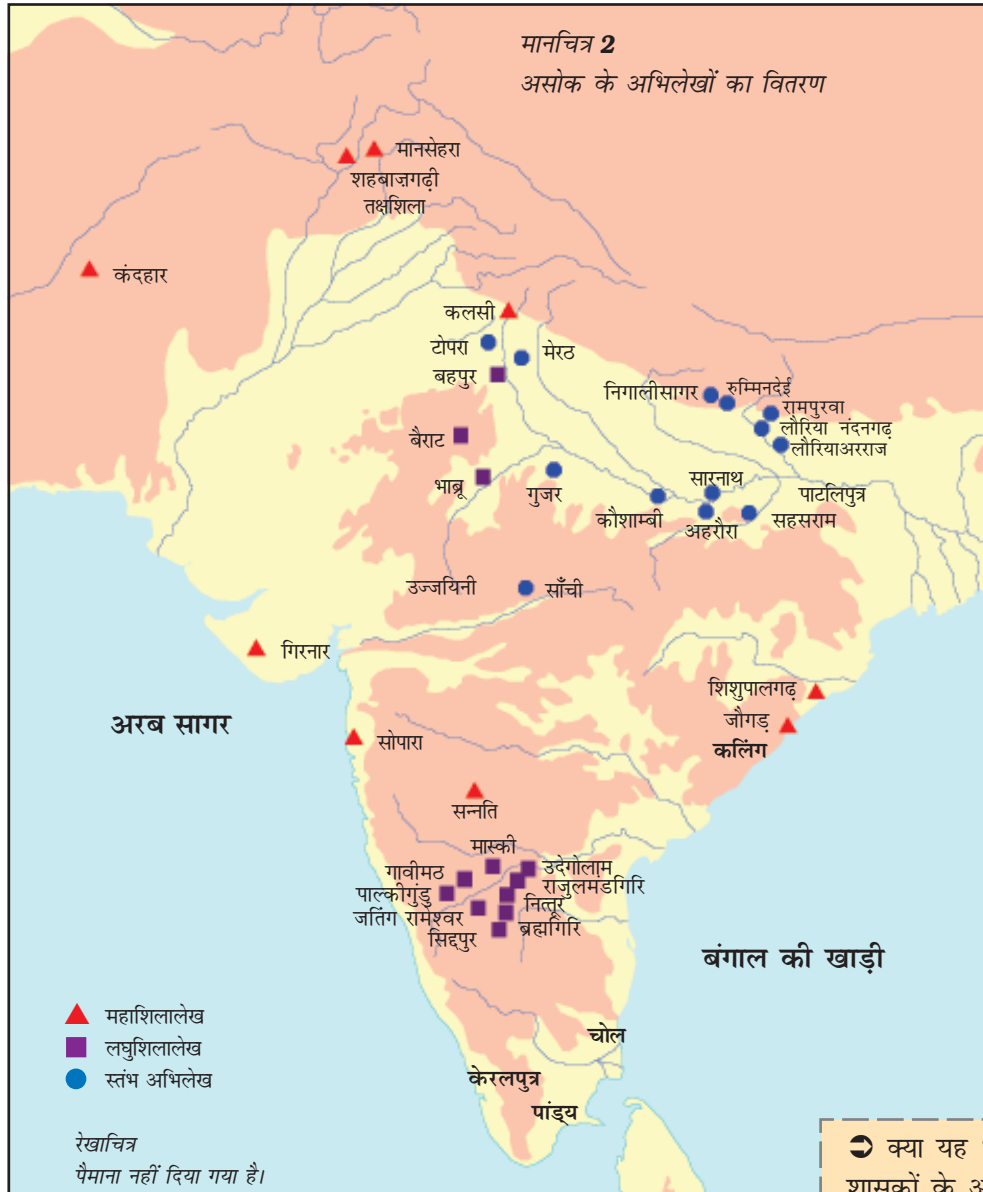 मानचित्र 2
असोक के अभिलेखों का वितरण
मानसेहरा
शहबाज़गढ़ी
तक्षशिला
कंदहार
कलसी
टोपरा
मेरठ
बहपुर
निगालीसागर
रुम्मिनदेई
रामपुरवा
लौरिया नंदनगढ़
लौरियाअरराज
बैराट
भाब्रू
गुजर
सारनाथ
पाटलिपुत्र
कौशाम्बी
अहरौरा
सहसराम
उज्जयिनी
साँची
गिरनार
शिशुपालगढ़
जौगड़
कलिंग
अरब सागर
सोपारा
सन्नति
मास्की
गावीमठ
उदेगोलाम
राजुलमंडगिरि
पाल्कीगुंडु
नित्तूर
जतिंग रामेश्वर
ब्रह्मगिरि
सिद्दपुर
बंगाल की खाड़ी
महाशिलालेख
लघुशिलालेख
स्तंभ अभिलेख
चोल
केरलपुत्र
पांड्य
रेखाचित्र
पैमाना नहीं दिया गया है।
➲ क्या यह
शासकों के अ